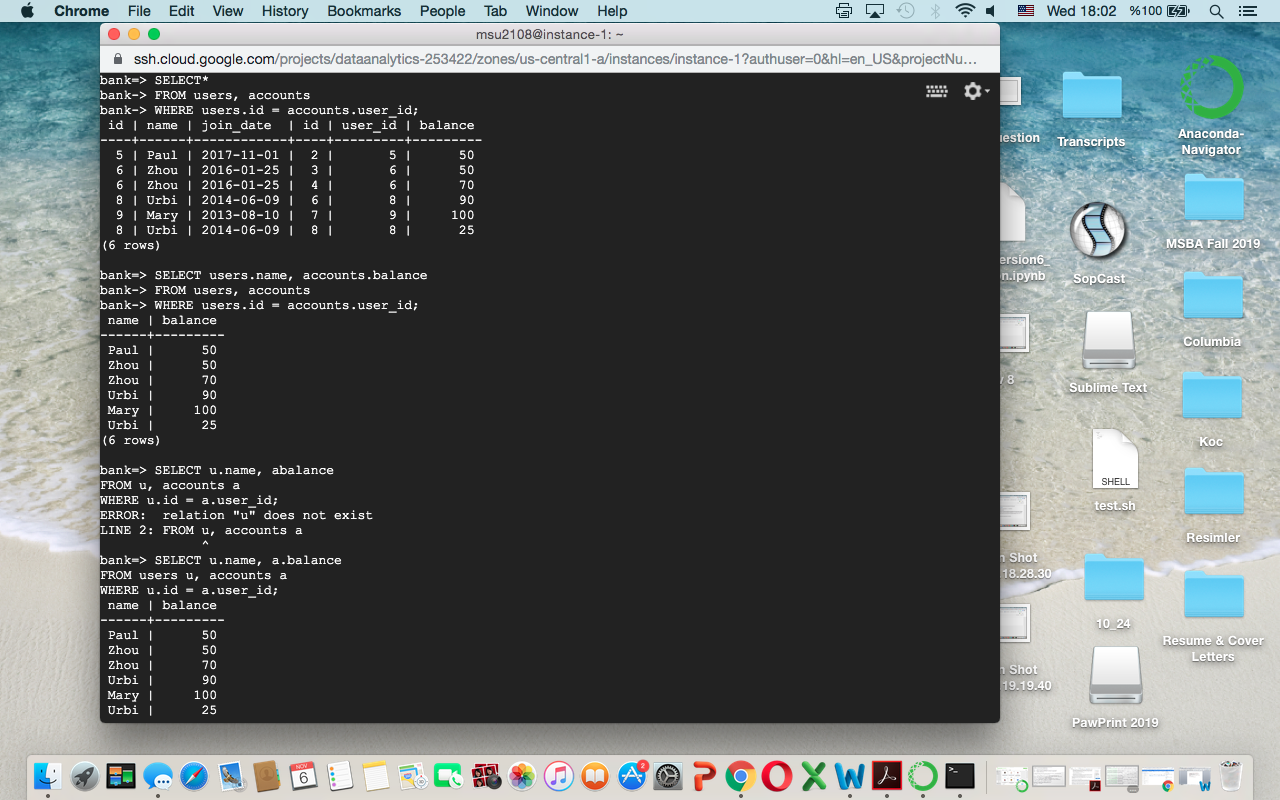 Chrome File Edit View History Bookmarks People Tab Window Help Wed 18:02 %100
msu2108@instance-1: ~
ssh.cloud.google.com/projects/dataanalytics-253422/zones/us-central1-a/instances/instance-1?authuser=0&hl=en_US&projectNu...
bank=> SELECT*
bank-> FROM users, accounts
bank-> WHERE users.id = accounts.user_id;
id | name | join_date | id | user_id | balance
----+------+------------+----+---------+---------
5 | Paul | 2017-11-01 | 2 | 5 | 50
6 | Zhou | 2016-01-25 | 3 | 6 | 50
6 | Zhou | 2016-01-25 | 4 | 6 | 70
8 | Urbi | 2014-06-09 | 6 | 8 | 90
9 | Mary | 2013-08-10 | 7 | 9 | 100
8 | Urbi | 2014-06-09 | 8 | 8 | 25
(6 rows)
bank=> SELECT users.name, accounts.balance
bank-> FROM users, accounts
bank-> WHERE users.id = accounts.user_id;
name | balance
------+---------
Paul | 50
Zhou | 50
Zhou | 70
Urbi | 90
Mary | 100
Urbi | 25
(6 rows)
bank=> SELECT u.name, abalance
FROM u, accounts a
WHERE u.id = a.user_id;
ERROR: relation "u" does not exist
LINE 2: FROM u, accounts a
^
bank=> SELECT u.name, a.balance
FROM users u, accounts a
WHERE u.id = a.user_id;
name | balance
------+---------
Paul | 50
Zhou | 50
Zhou | 70
Urbi | 90
Mary | 100
Urbi | 25
estion
Transcripts
Anaconda-
Navigator
ersion6_
n.ipynb
SopCast
MSBA Fall 2019
v 8
Sublime Text
Columbia
Koc
SHELL
test.sh
Resimler
n Shot
18.28.30
10_24
Resume & Cover
Letters
n Shot
19.19.40
PawPrint 2019
NOV
6
2